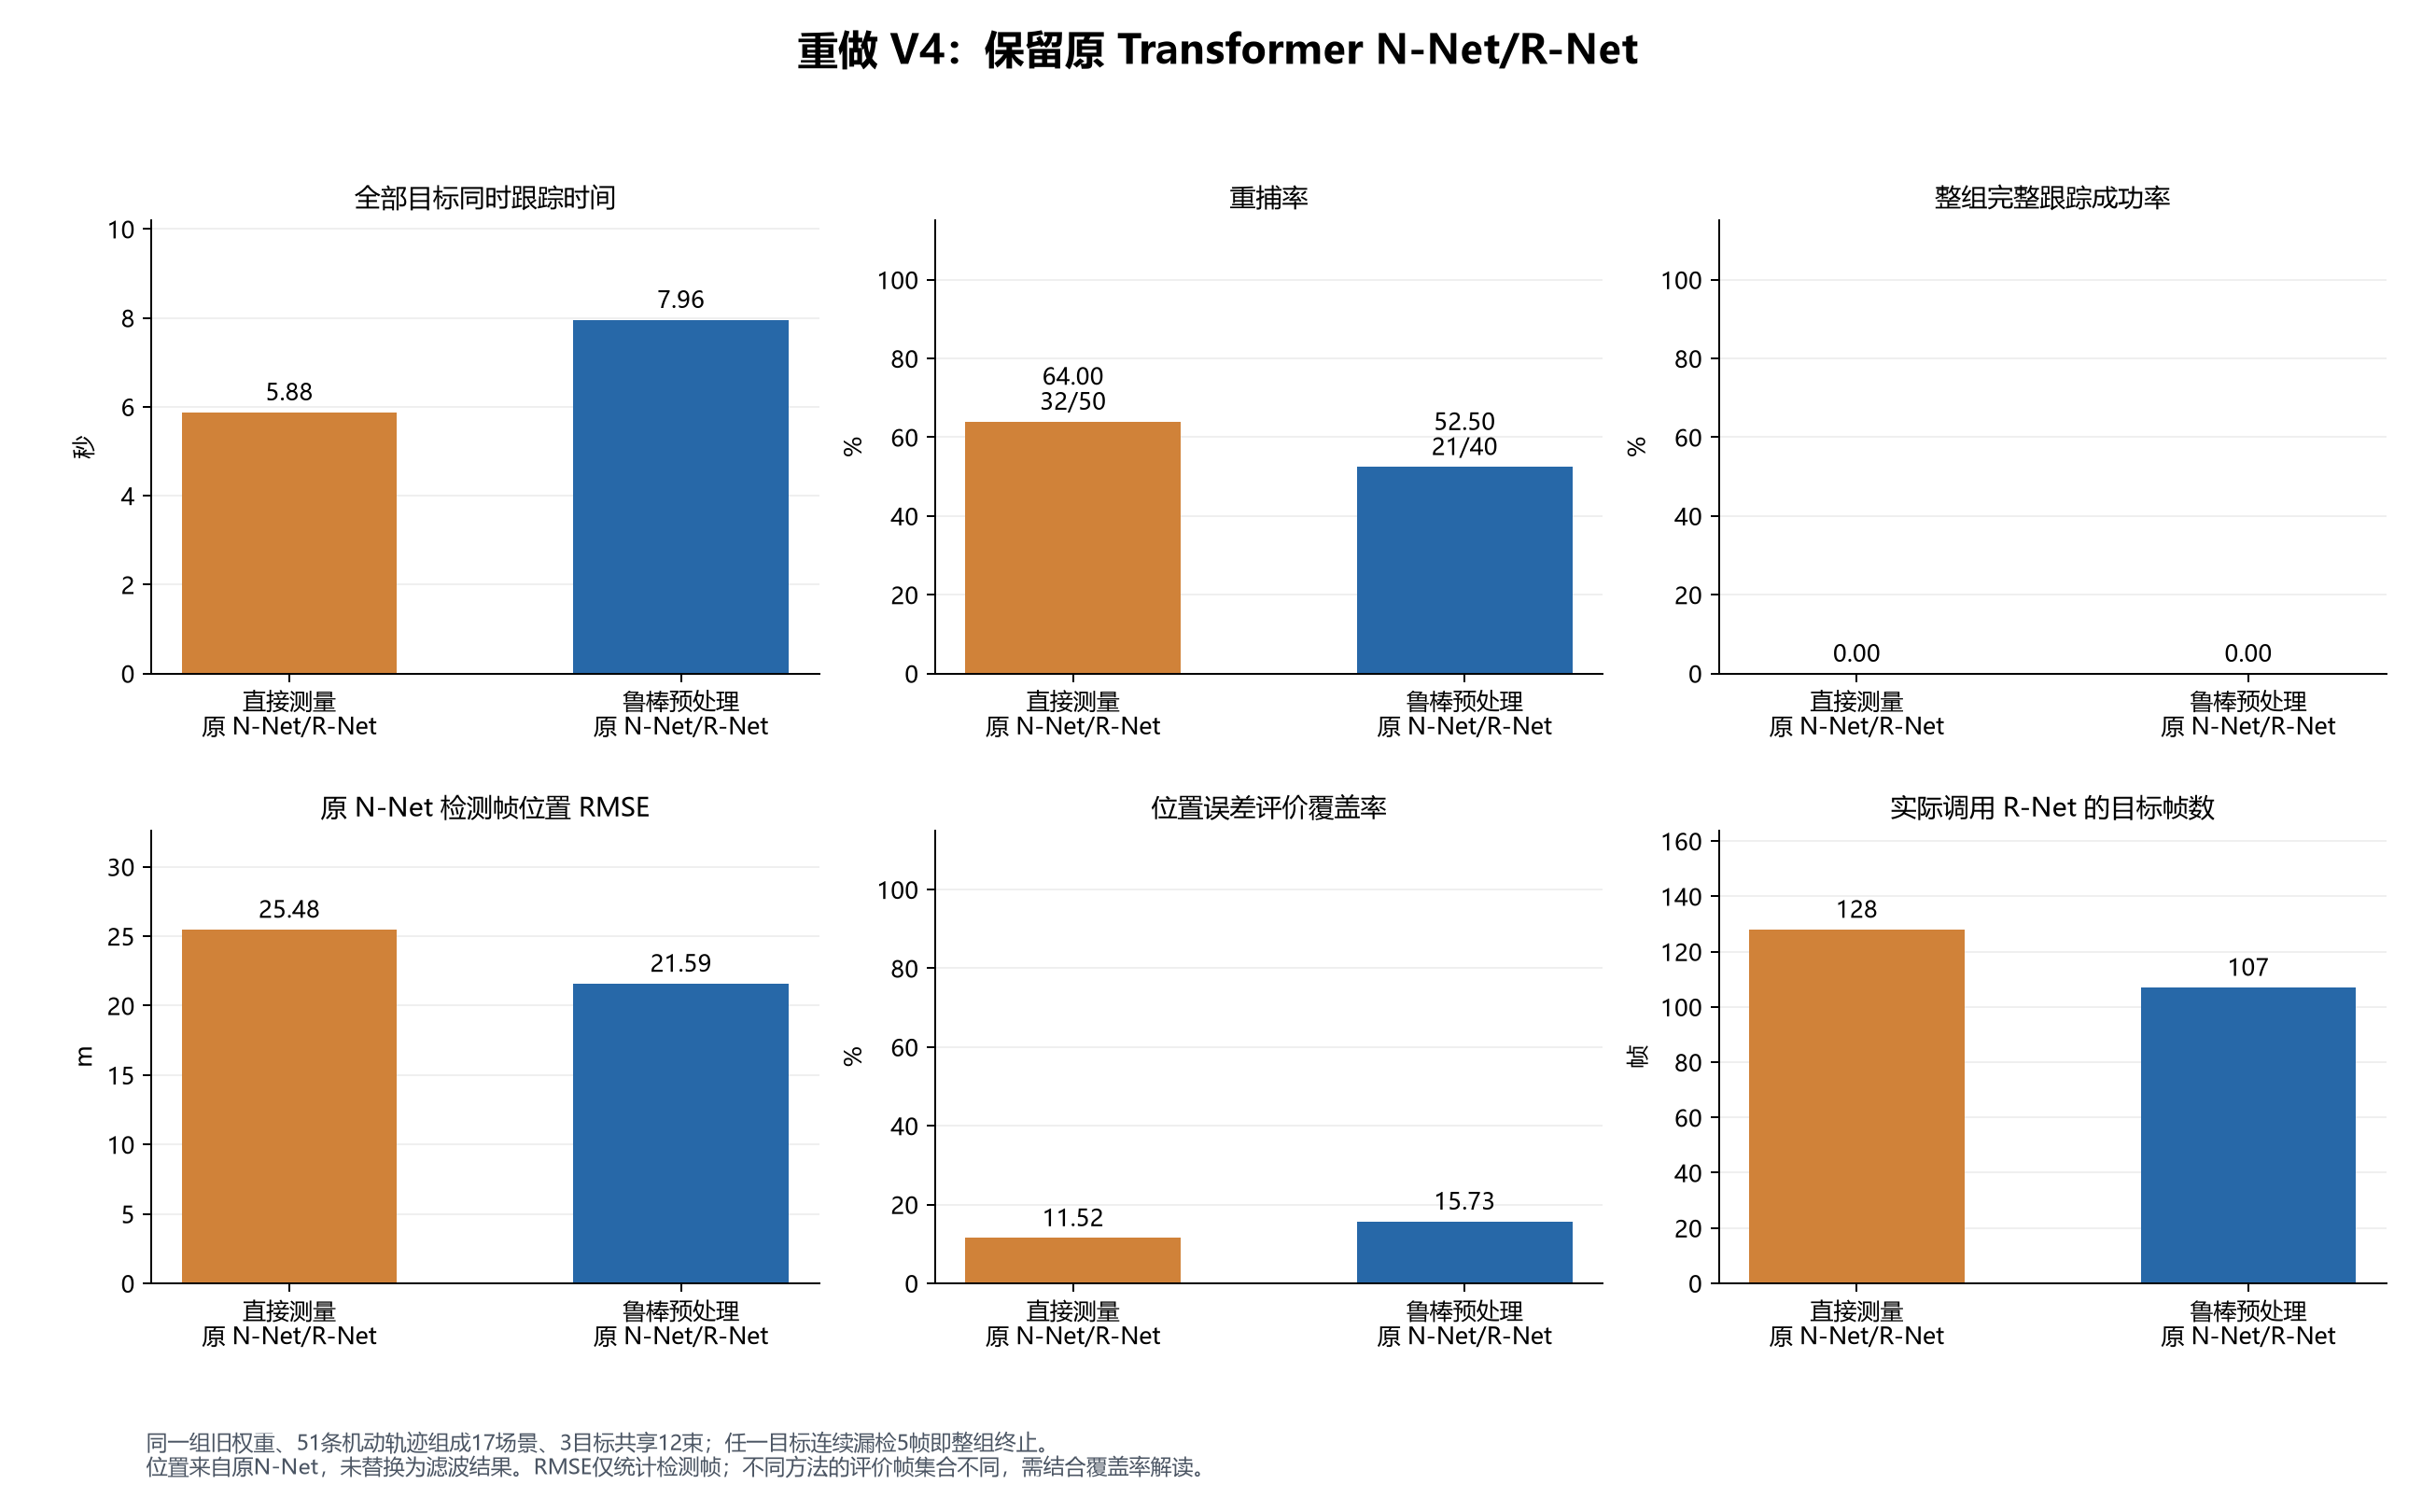 重做 V4：保留原 Transformer N-Net/R-Net
全部目标同时跟踪时间
10
8
6
4
2
0
秒
5.88
7.96
直接测量
原 N-Net/R-Net
鲁棒预处理
原 N-Net/R-Net
重捕率
100
80
60
40
20
0
%
64.00
32/50
52.50
21/40
直接测量
原 N-Net/R-Net
鲁棒预处理
原 N-Net/R-Net
整组完整跟踪成功率
100
80
60
40
20
0
%
0.00
0.00
直接测量
原 N-Net/R-Net
鲁棒预处理
原 N-Net/R-Net
原 N-Net 检测帧位置 RMSE
30
25
20
15
10
5
0
m
25.48
21.59
直接测量
原 N-Net/R-Net
鲁棒预处理
原 N-Net/R-Net
位置误差评价覆盖率
100
80
60
40
20
0
%
11.52
15.73
直接测量
原 N-Net/R-Net
鲁棒预处理
原 N-Net/R-Net
实际调用 R-Net 的目标帧数
160
140
120
100
80
60
40
20
0
帧
128
107
直接测量
原 N-Net/R-Net
鲁棒预处理
原 N-Net/R-Net
同一组旧权重、51条机动轨迹组成17场景、3目标共享12束；任一目标连续漏检5帧即整组终止。
位置来自原N-Net，未替换为滤波结果。RMSE仅统计检测帧；不同方法的评价帧集合不同，需结合覆盖率解读。